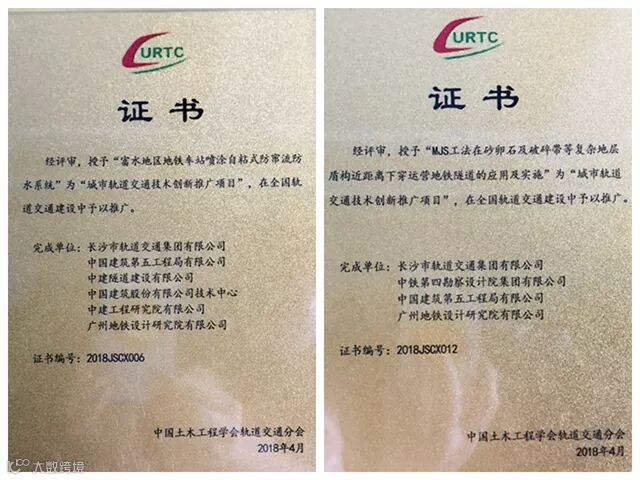 URTC
证书
经评审，授予“富水地区地铁车站喷涂自粘式防窜流防
水系统”为“城市轨道交通技术创新推广项目”，在全国轨
道交通建设中予以推广。
完成单位：长沙市轨道交通集团有限公司
中国建筑第五工程局有限公司
中建隧道建设有限公司
中国建筑股份有限公司技术中心
中建工程研究院有限公司
广州地铁设计研究院有限公司
证书编号：2018JSCX006
中国土木工程学会轨道交通分会
2018年4月
大数跨境
URTC
证书
经评审，授予“MJS工法在砂卵石及破碎带等复杂地层
盾构近距离下穿运营地铁隧道的应用及实施”为“城市轨道
交通技术创新推广项目”，在全国轨道交通建设中予以推广。
完成单位：长沙市轨道交通集团有限公司
中铁第四勘察设计院集团有限公司
中国建筑第五工程局有限公司
广州地铁设计研究院有限公司
证书编号：2018JSCX012
中国土木工程学会轨道交通分会
2018年4月